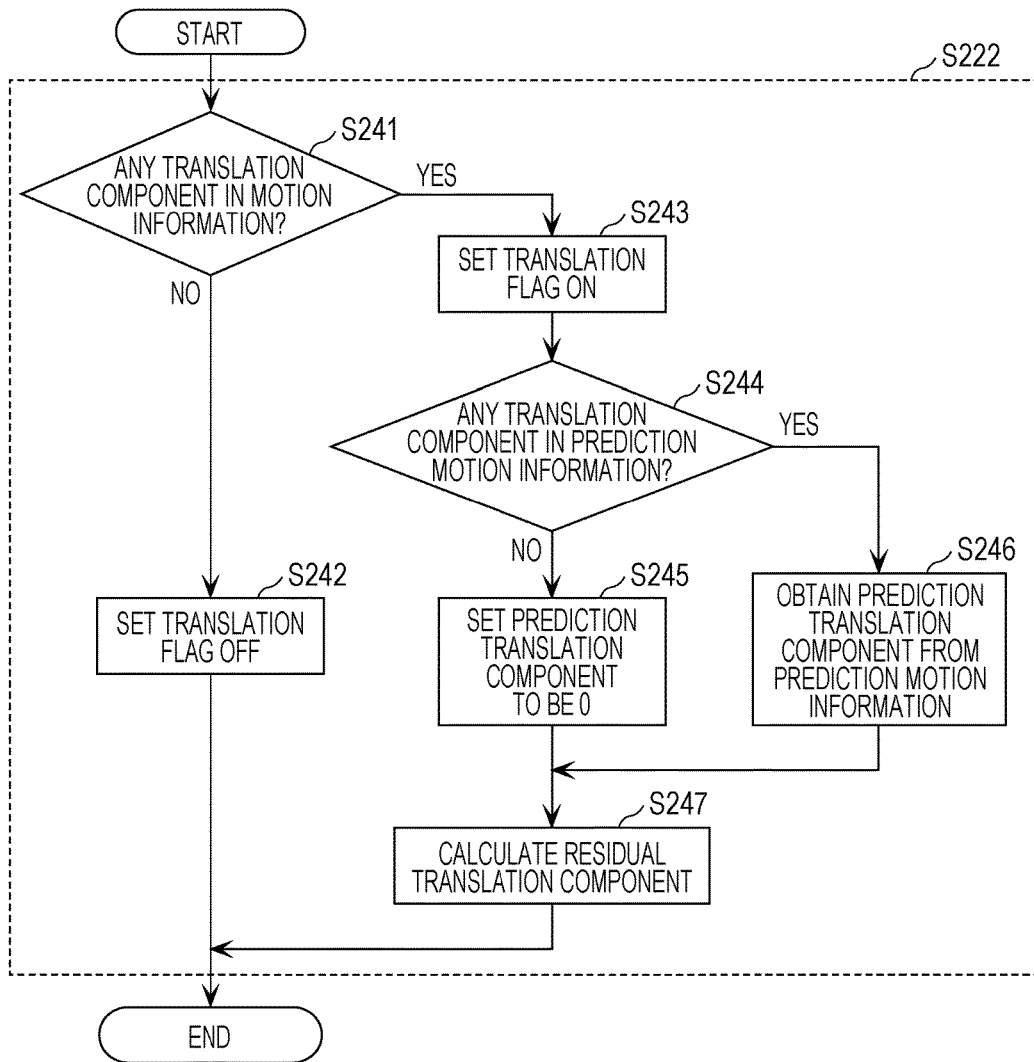 START
S222
S241
ANY TRANSLATION
COMPONENT IN MOTION
INFORMATION?
YES
NO
S243
SET TRANSLATION
FLAG ON
S244
ANY TRANSLATION
COMPONENT IN PREDICTION
MOTION INFORMATION?
YES
NO
S242
SET TRANSLATION
FLAG OFF
S245
SET PREDICTION
TRANSLATION
COMPONENT
TO BE 0
S246
OBTAIN PREDICTION
TRANSLATION
COMPONENT FROM
PREDICTION MOTION
INFORMATION
S247
CALCULATE RESIDUAL
TRANSLATION COMPONENT
END